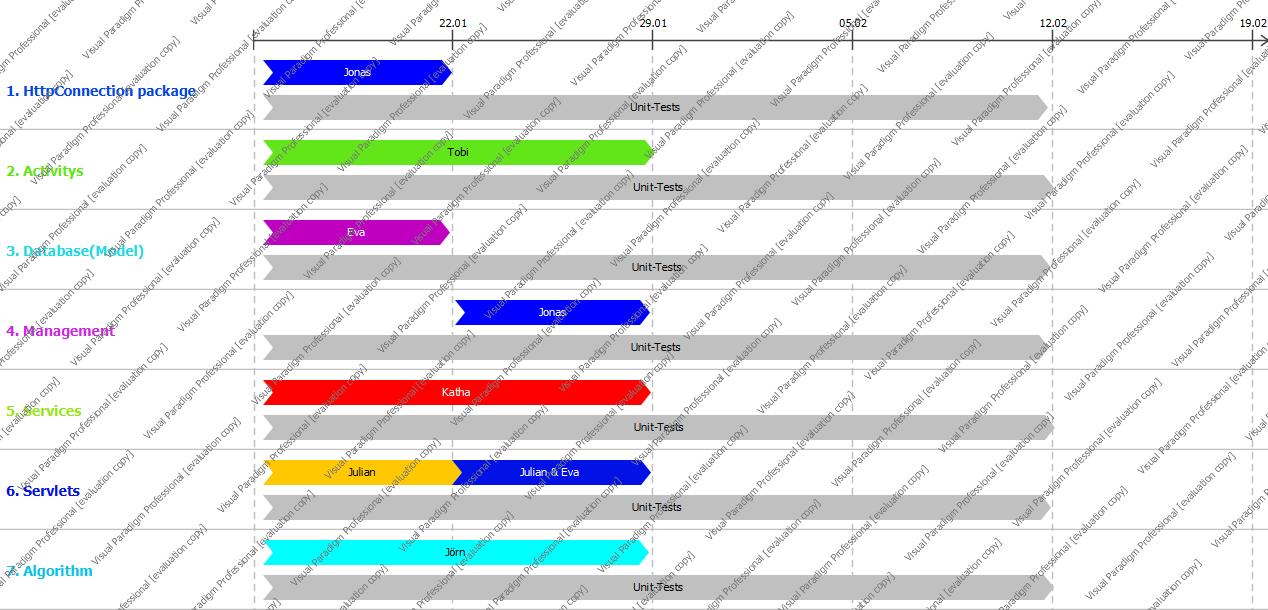 22.01 29.01 05.02 12.02 19.02
Jonas
1. HttpConnection package
Unit-Tests
Tobi
2. Activitys
Unit-Tests
Eva
3. Database(Model)
Unit-Tests
Jonas
4. Management
Unit-Tests
Katha
5. Services
Unit-Tests
Julian Julian & Eva
6. Servlets
Unit-Tests
Jörn
7. Algorithm
Unit-Tests
Visual Paradigm Professional [evaluation copy]